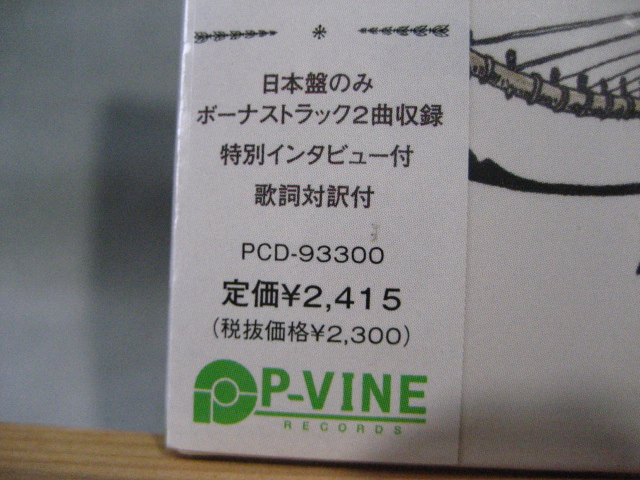 日本盤のみ
ボーナストラック2曲収録
特別インタビュー付
歌詞対訳付
PCD-93300
定価¥2,415
(税抜価格¥2,300)
P-VINE
RECORDS